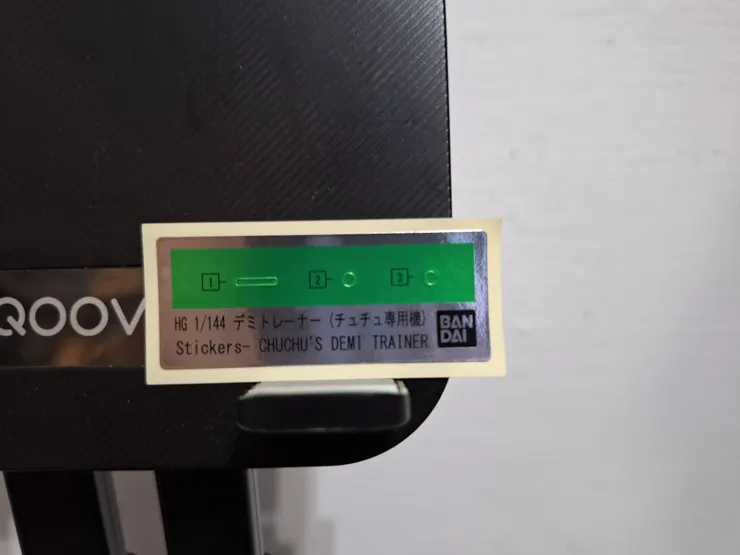 QOOV
1
2
3
HG 1/144 デミトレーナー (チュチュ専用機)
Stickers- CHUCHU'S DEMI TRAINER
BAN
DAI